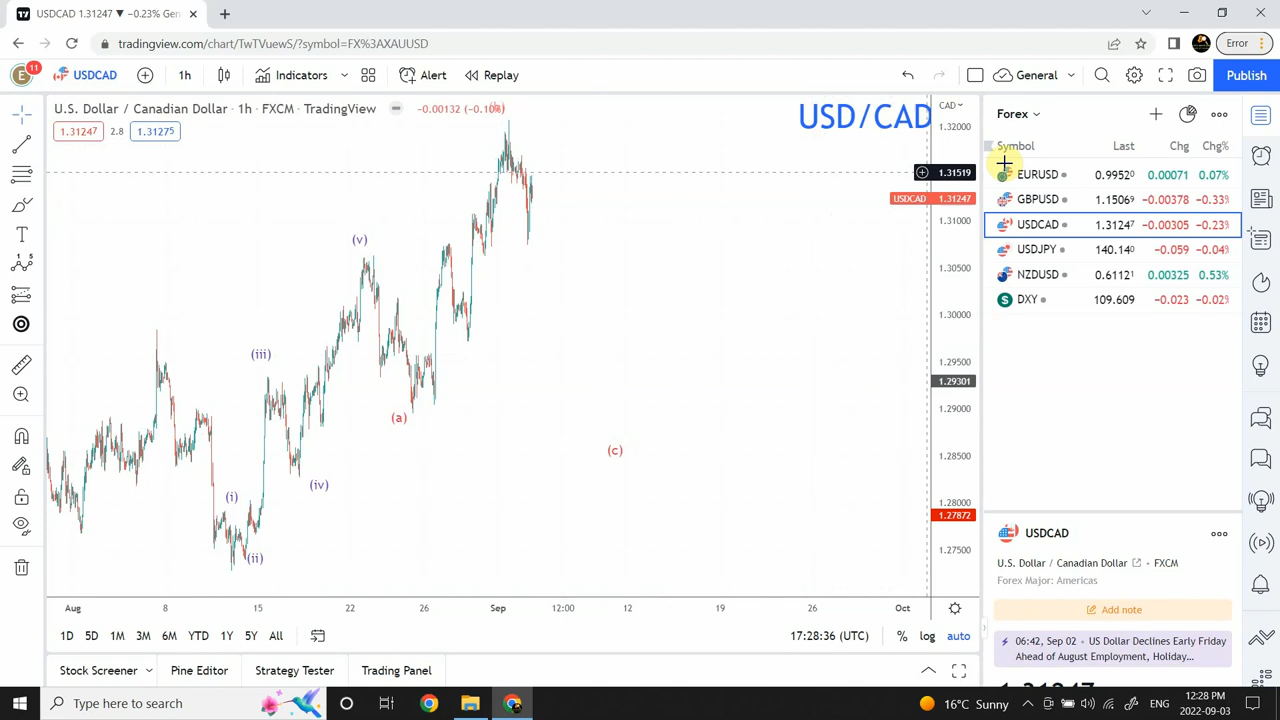 USDCAD 1.31247 ▼ −0.23% General
tradingview.com/chart/TwTVuewS/?symbol=FX%3AXAUUSD
Error
E
11
USDCAD
1h
Indicators
Alert
Replay
General
Publish
U.S. Dollar / Canadian Dollar · 1h · FXCM · TradingView
−0.00132 (−0.10%)
(b)
1.31247
2.8
1.31275
USD/CAD
CAD
1.32000
1.31519
USDCAD 1.31247
1.31000
1.30500
1.30000
1.29500
1.29301
1.29000
1.28500
1.28000
1.27872
1.27500
(v)
(iii)
(a)
(c)
(iv)
(i)
(ii)
Aug 8 15 22 26 Sep 12:00 12 19 26 Oct
1D 5D 1M 3M 6M YTD 1Y 5Y All
17:28:36 (UTC)
% log auto
Stock Screener
Pine Editor
Strategy Tester
Trading Panel
Forex
Symbol Last Chg Chg%
EURUSD 0.99520 0.00071 0.07%
GBPUSD 1.15069 −0.00378 −0.33%
USDCAD 1.31247 −0.00305 −0.23%
USDJPY 140.140 −0.059 −0.04%
NZDUSD 0.61121 0.00325 0.53%
DXY 109.609 −0.023 −0.02%
USDCAD
U.S. Dollar / Canadian Dollar · FXCM
Forex Major: Americas
Add note
06:42, Sep 02 · US Dollar Declines Early Friday
Ahead of August Employment, Holiday...
Type here to search
16°C Sunny
ENG
12:28 PM
2022-09-03